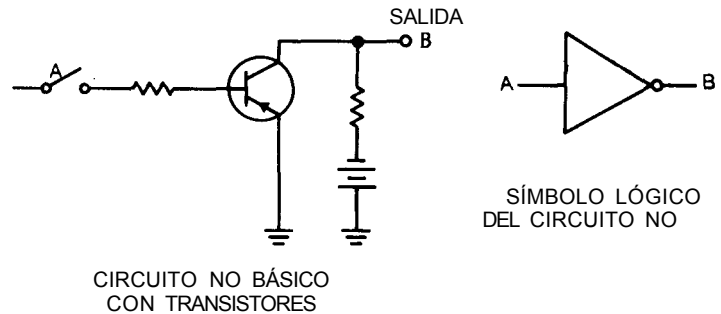 SALIDA
A
B
A
B
SÍMBOLO LÓGICO
DEL CIRCUITO NO
CIRCUITO NO BÁSICO
CON TRANSISTORES